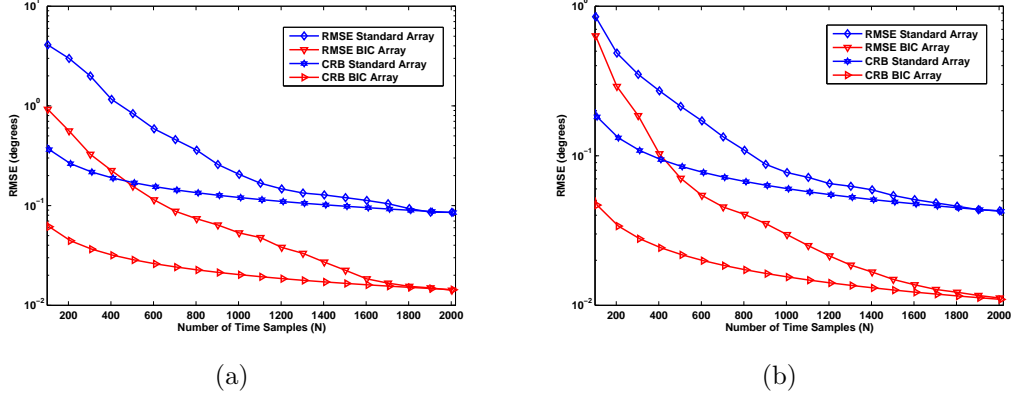 10^1
10^0
10^-1
10^-2
RMSE (degrees)
RMSE Standard Array
RMSE BIC Array
CRB Standard Array
CRB BIC Array
200 400 600 800 1000 1200 1400 1600 1800 2000
Number of Time Samples (N)
(a)
10^0
10^-1
10^-2
RMSE (degrees)
RMSE Standard Array
RMSE BIC Array
CRB Standard Array
CRB BIC Array
200 400 600 800 1000 1200 1400 1600 1800 2000
Number of Time Samples (N)
(b)